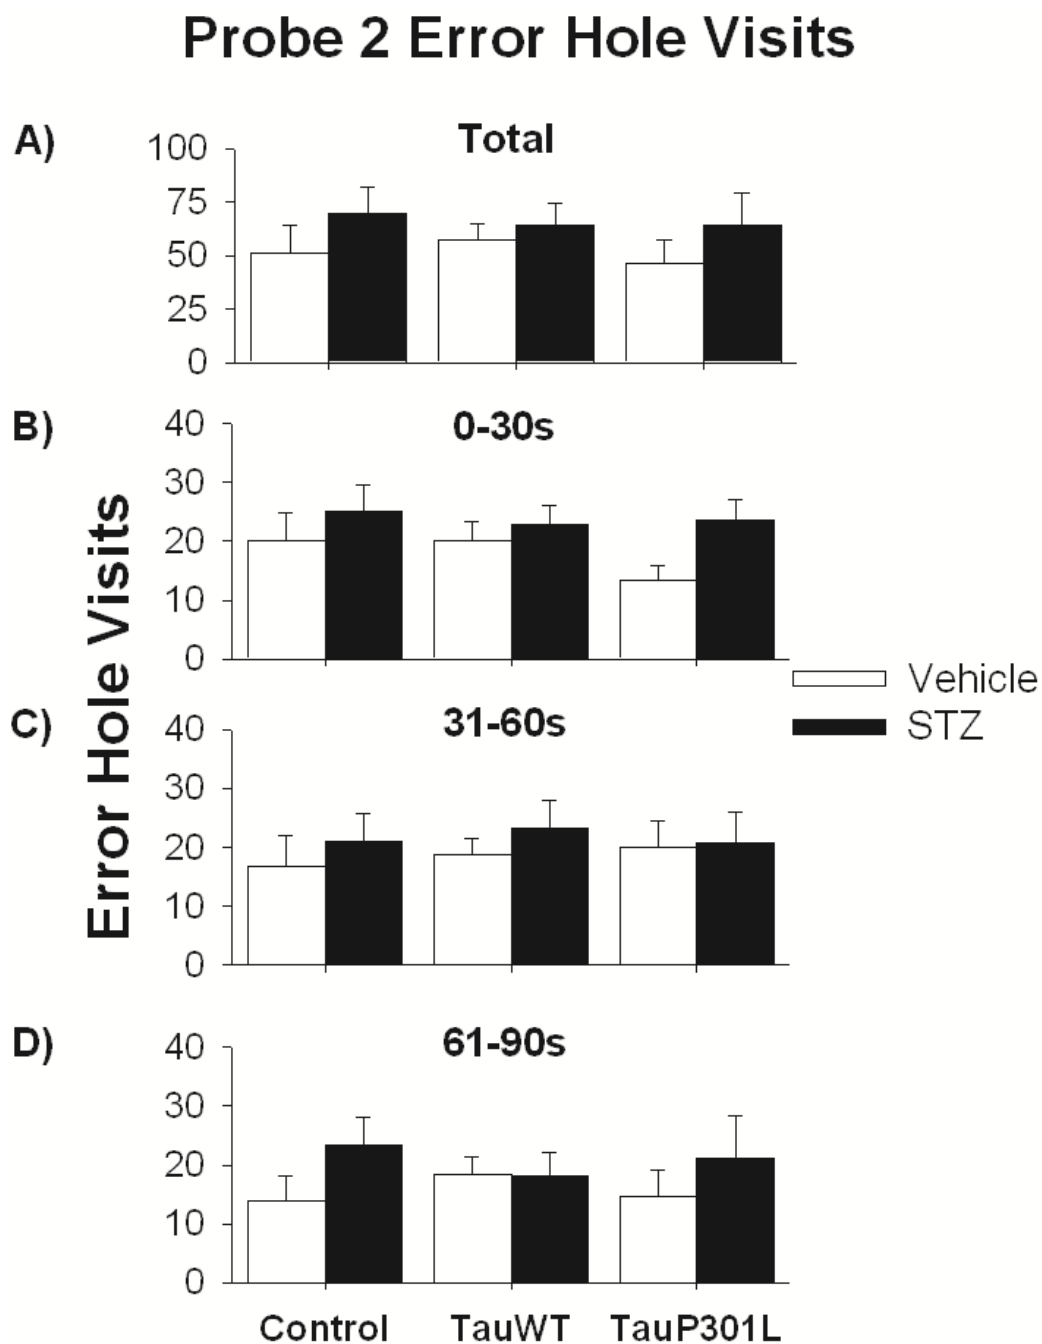 Probe 2 Error Hole Visits
A)
Total
100
75
50
25
0
B)
0-30s
40
30
20
10
0
Error Hole Visits
Vehicle
STZ
C)
31-60s
40
30
20
10
0
D)
61-90s
40
30
20
10
0
Control TauWT TauP301L